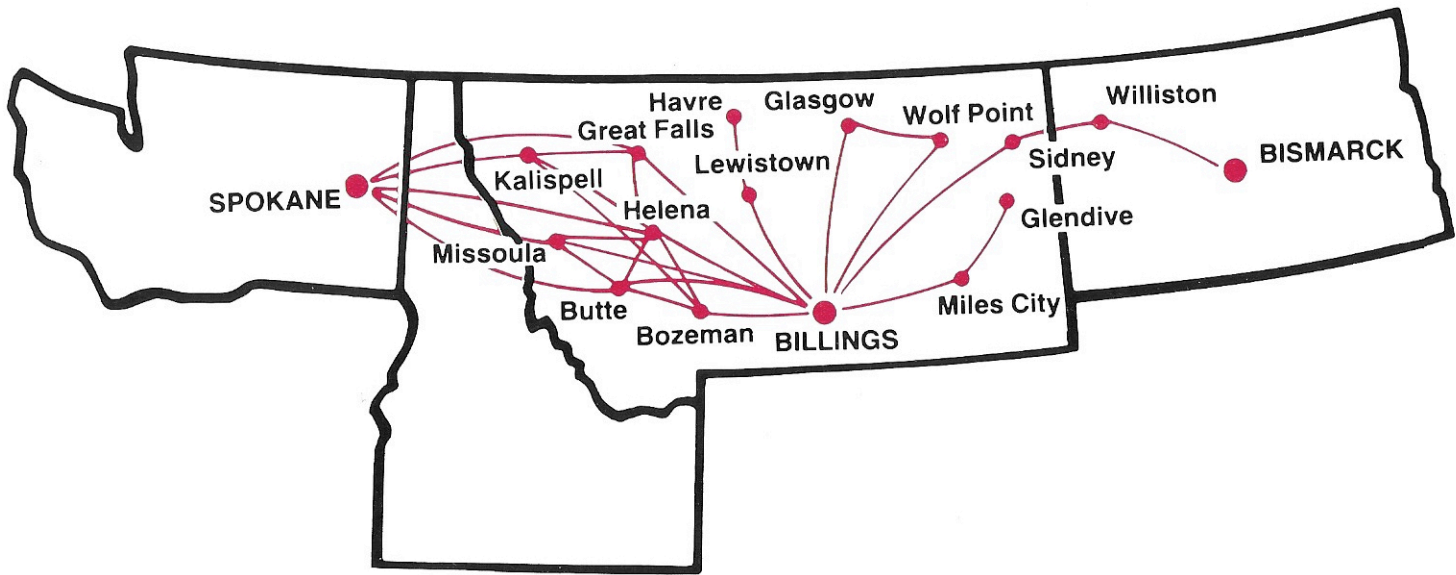 Havre
Glasgow
Williston
Great Falls
Wolf Point
Lewistown
Sidney
BISMARCK
Kalispell
SPOKANE
Helena
Glendive
Missoula
Butte
Bozeman
BILLINGS
Miles City